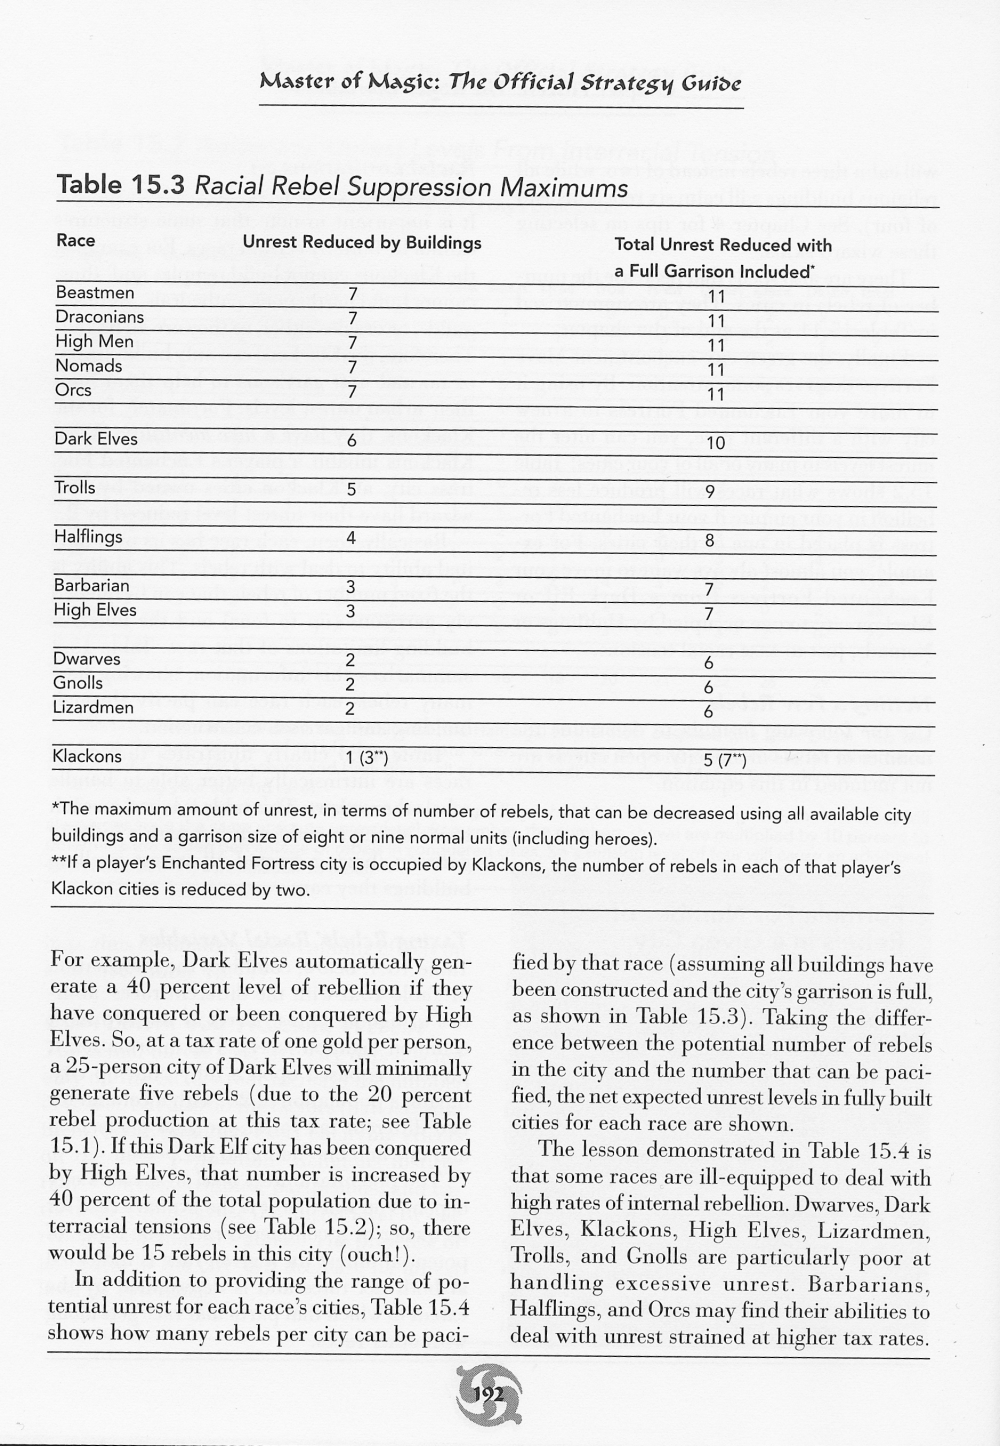 Master of Magic: The Official Strategy Guide
Table 15.3 Racial Rebel Suppression Maximums
Race Unrest Reduced by Buildings Total Unrest Reduced with
a Full Garrison Included*
Beastmen 7 11
Draconians 7 11
High Men 7 11
Nomads 7 11
Orcs 7 11
Dark Elves 6 10
Trolls 5 9
Halflings 4 8
Barbarian 3 7
High Elves 3 7
Dwarves 2 6
Gnolls 2 6
Lizardmen 2 6
Klackons 1 (3**) 5 (7**)
*The maximum amount of unrest, in terms of number of rebels, that can be decreased using all available city
buildings and a garrison size of eight or nine normal units (including heroes).
**If a player's Enchanted Fortress city is occupied by Klackons, the number of rebels in each of that player's
Klackon cities is reduced by two.
For example, Dark Elves automatically gen-
erate a 40 percent level of rebellion if they
have conquered or been conquered by High
Elves. So, at a tax rate of one gold per person,
a 25-person city of Dark Elves will minimally
generate five rebels (due to the 20 percent
rebel production at this tax rate; see Table
15.1). If this Dark Elf city has been conquered
by High Elves, that number is increased by
40 percent of the total population due to in-
terracial tensions (see Table 15.2); so, there
would be 15 rebels in this city (ouch!).
In addition to providing the range of po-
tential unrest for each race's cities, Table 15.4
shows how many rebels per city can be paci-
fied by that race (assuming all buildings have
been constructed and the city's garrison is full,
as shown in Table 15.3). Taking the differ-
ence between the potential number of rebels
in the city and the number that can be paci-
fied, the net expected unrest levels in fully built
cities for each race are shown.
The lesson demonstrated in Table 15.4 is
that some races are ill-equipped to deal with
high rates of internal rebellion. Dwarves, Dark
Elves, Klackons, High Elves, Lizardmen,
Trolls, and Gnolls are particularly poor at
handling excessive unrest. Barbarians,
Halflings, and Orcs may find their abilities to
deal with unrest strained at higher tax rates.
192